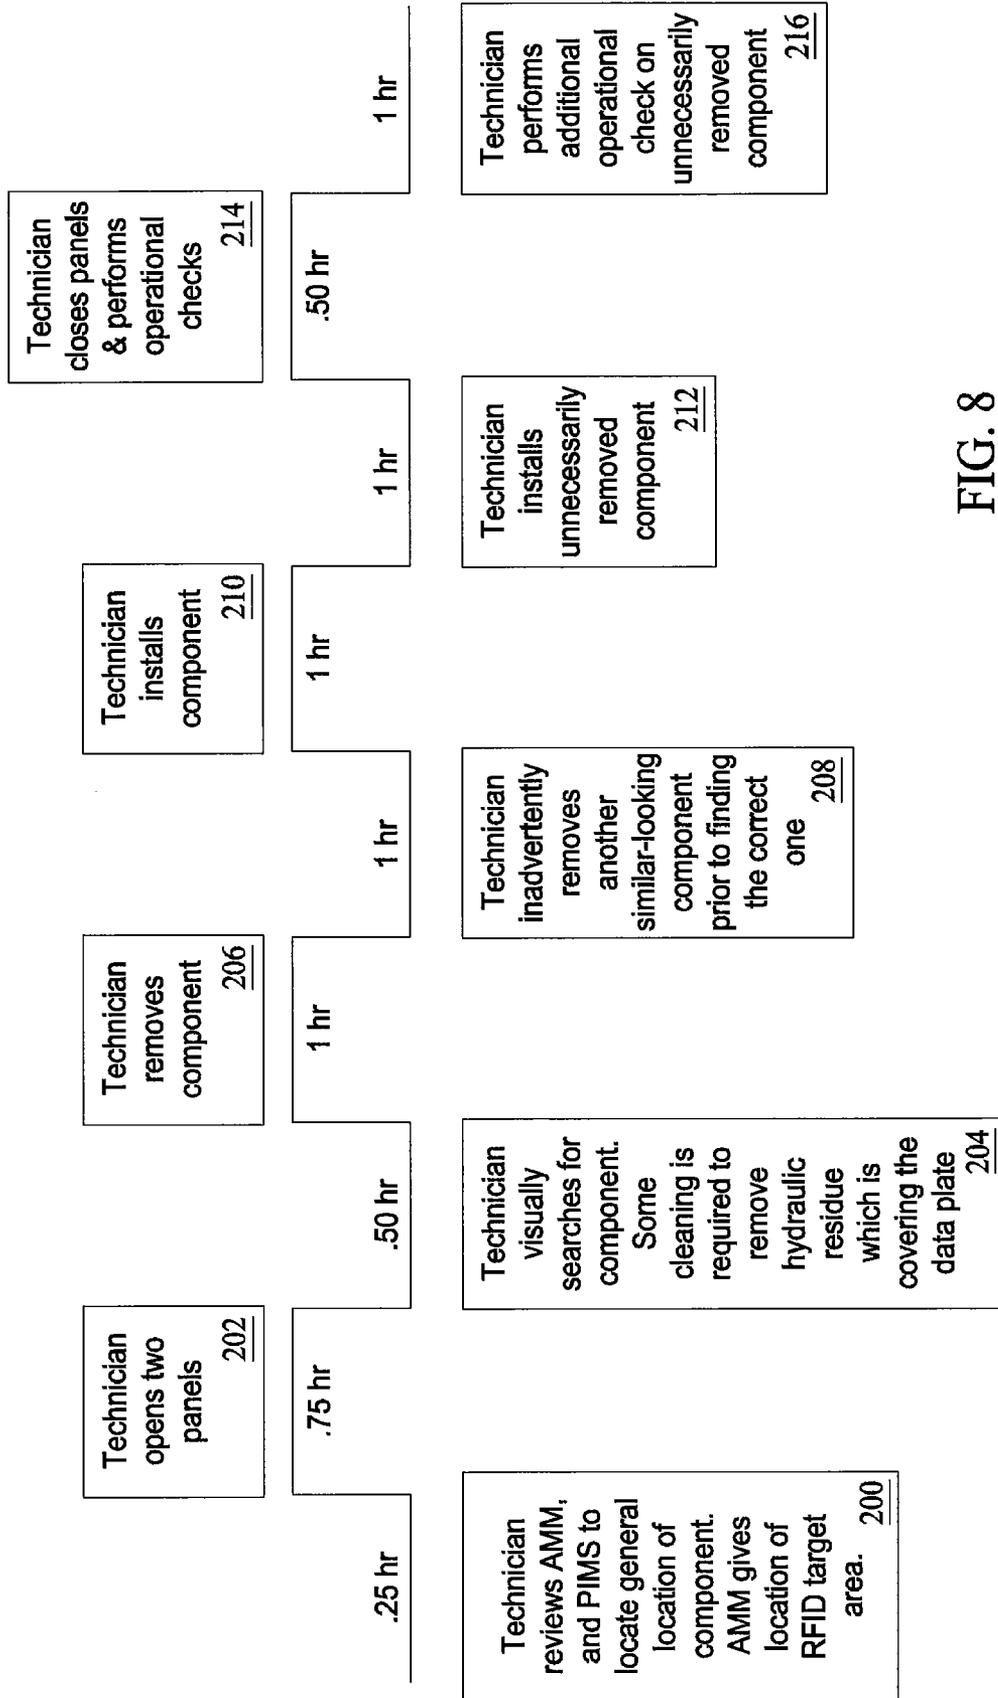 Technician
reviews AMM,
and PIMS to
locate general
location of
component.
AMM gives
location of
RFID target
area.
200
.25 hr
Technician
opens two
panels
202
.75 hr
Technician
visually
searches for
component.
Some
cleaning is
required to
remove
hydraulic
residue
which is
covering the
data plate
204
.50 hr
Technician
removes
component
206
1 hr
Technician
inadvertently
removes
another
similar-looking
component
prior to finding
the correct
one
208
1 hr
Technician
installs
component
210
1 hr
Technician
installs
unnecessarily
removed
component
212
1 hr
Technician
closes panels
& performs
operational
checks
214
.50 hr
Technician
performs
additional
operational
check on
unnecessarily
removed
component
216
1 hr
FIG. 8